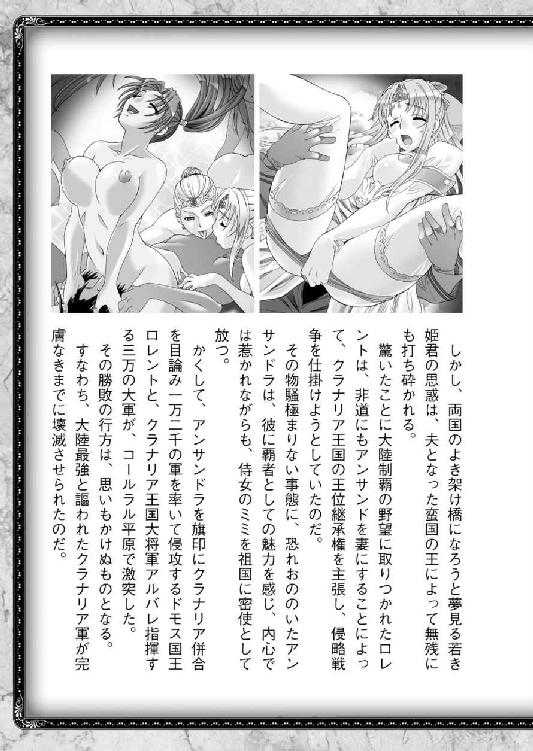 しかし、両国のよき架け橋になろうと夢見る若き
姫君の思惑は、夫となった蛮国の王によって無残に
も打ち砕かれる。
驚いたことに大陸制覇の野望に取りつかれたロレ
ントは、非道にもアンサンドを妻にすることによっ
て、クラナリア王国の王位継承権を主張し、侵略戦
争を仕掛けようとしていたのだ。
その物騒極まりない事態に、恐れおののいたアン
サンドラは、彼に覇者としての魅力を感じ、内心で
は惹かれながらも、侍女のミミを祖国に密使として
放つ。
かくして、アンサンドラを旗印にクラナリア併合
を目論み一万二千の軍を率いて侵攻するドモス国王
ロレントと、クラナリア王国大将軍アルバレ指揮す
る三万の大軍が、コールラル平原で激突した。
その勝敗の行方は、思いもかけぬものとなる。
すなわち、大陸最強と謳われたクラナリア軍が完
膚なきまでに壊滅させられたのだ。